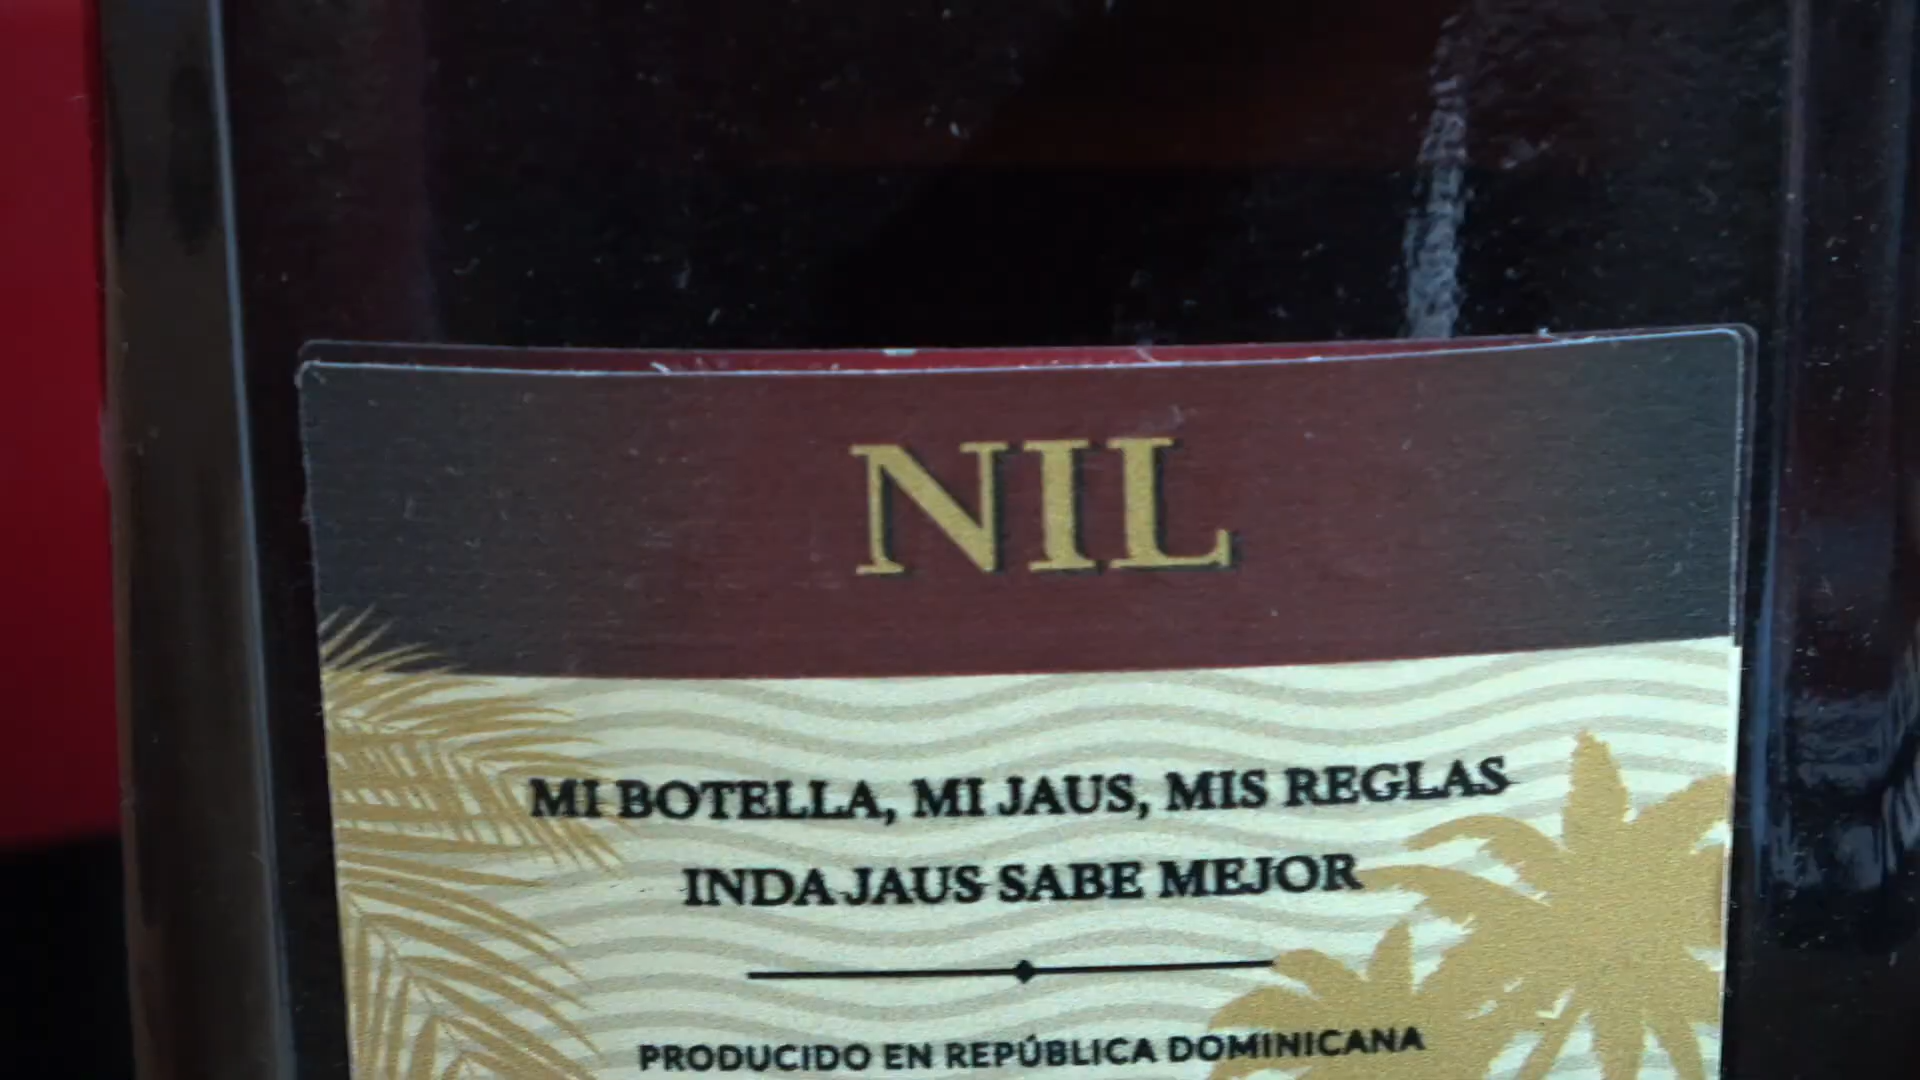 NIL
MI BOTELLA, MI JAUS, MIS REGLAS
INDA JAUS SABE MEJOR
PRODUCIDO EN REPÚBLICA DOMINICANA